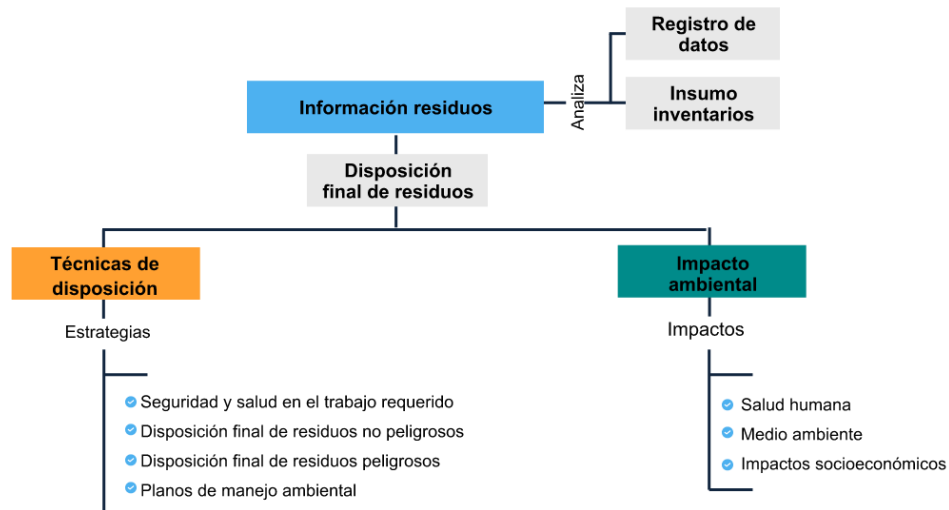 Registro de
datos
Analiza
Información residuos
Insumo
inventarios
Disposición
final de residuos
Técnicas de
disposición
Estrategias
Seguridad y salud en el trabajo requerido
Disposición final de residuos no peligrosos
Disposición final de residuos peligrosos
Planos de manejo ambiental
Impacto
ambiental
Impactos
Salud humana
Medio ambiente
Impactos socioeconómicos